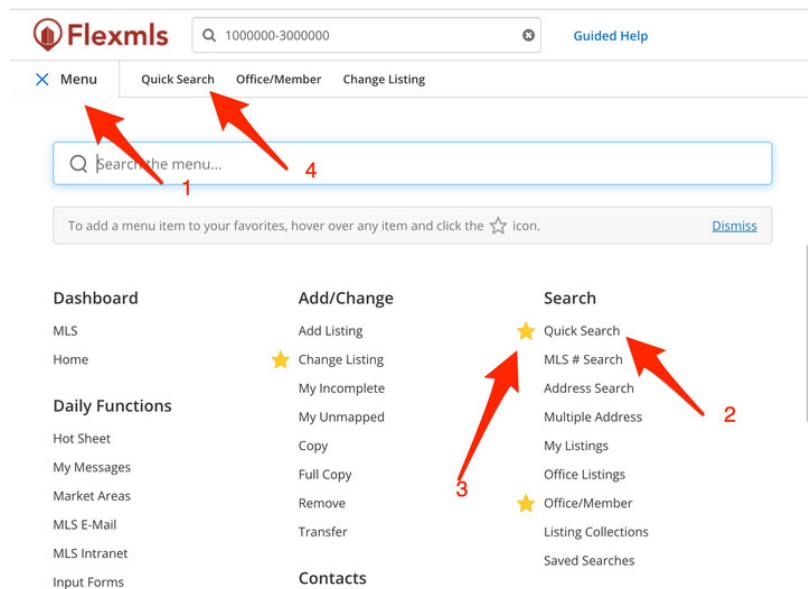 Flexmls
1000000-3000000
Guided Help
Menu
Quick Search
Office/Member
Change Listing
Search the menu...
1
4
To add a menu item to your favorites, hover over any item and click the icon.
Dismiss
Dashboard
MLS
Home
Daily Functions
Hot Sheet
My Messages
Market Areas
MLS E-Mail
MLS Intranet
Input Forms
Add/Change
Add Listing
Change Listing
My Incomplete
My Unmapped
Copy
Full Copy
Remove
Transfer
Contacts
Search
Quick Search
MLS # Search
Address Search
Multiple Address
My Listings
Office Listings
Office/Member
Listing Collections
Saved Searches
2
3